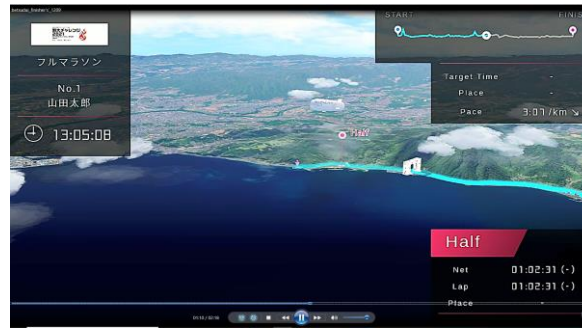 フルマラソン
No.1
山田太郎
13:05:08
START
FINIS
Target Time -
Place -
Pace 3:07/km
Half
Half
Net 01:02:31 (-)
Lap 01:02:31 (-)
Place -